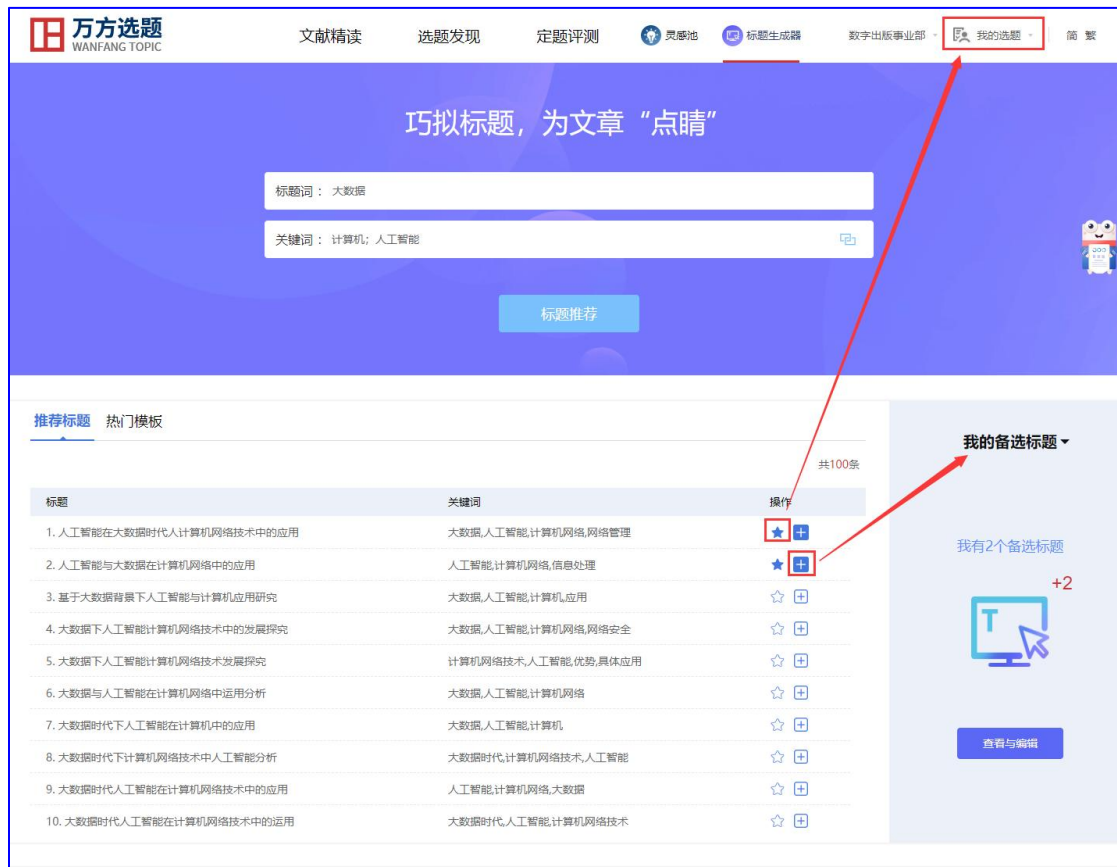 万方选题
WANFANG TOPIC
文献精读 选题发现 定题评测 灵感池 标题生成器 数字出版事业部 我的选题 简 繁
巧拟标题，为文章“点睛”
标题词： 大数据
关键词： 计算机；人工智能
标题推荐
推荐标题 热门模板
共100条
标题 关键词 操作
1. 人工智能在大数据时代人计算机网络技术中的应用 大数据,人工智能,计算机网络,网络管理
2. 人工智能与大数据在计算机网络中的应用 人工智能,计算机网络,信息处理
3. 基于大数据背景下人工智能与计算机应用研究 大数据,人工智能,计算机,应用
4. 大数据下人工智能计算机网络技术中的发展探究 大数据,人工智能,计算机网络,网络安全
5. 大数据下人工智能计算机网络技术发展探究 计算机网络技术,人工智能,优势,具体应用
6. 大数据与人工智能在计算机网络中运用分析 大数据,人工智能,计算机网络
7. 大数据时代下人工智能在计算机中的应用 大数据,人工智能,计算机
8. 大数据时代下计算机网络技术中人工智能分析 大数据时代,计算机网络技术,人工智能
9. 大数据时代人工智能在计算机网络技术中的应用 人工智能,计算机网络,大数据
10. 大数据时代人工智能在计算机网络技术中的运用 大数据时代,人工智能,计算机网络技术
我的备选标题
我有2个备选标题
+2
T
查看与编辑